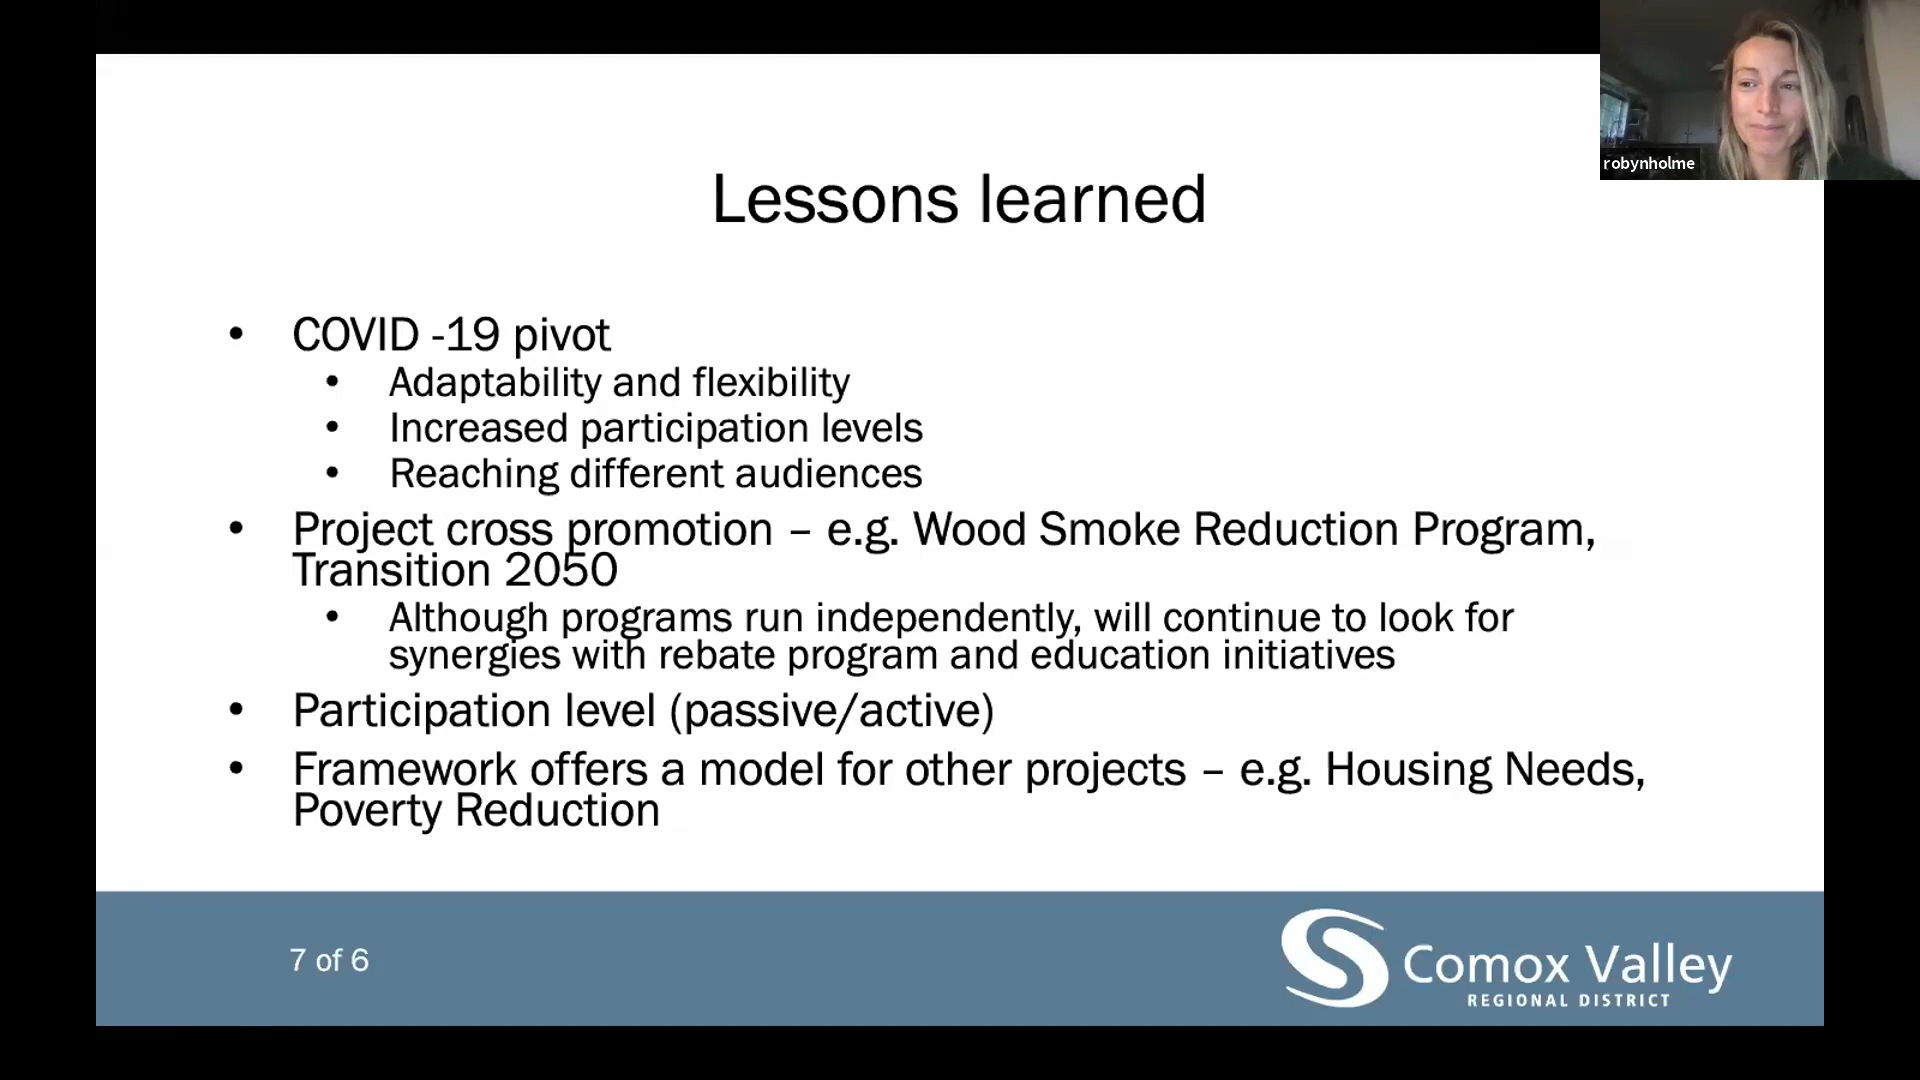 robynholme
Lessons learned
• COVID -19 pivot
• Adaptability and flexibility
• Increased participation levels
• Reaching different audiences
• Project cross promotion – e.g. Wood Smoke Reduction Program,
Transition 2050
• Although programs run independently, will continue to look for
synergies with rebate program and education initiatives
• Participation level (passive/active)
• Framework offers a model for other projects – e.g. Housing Needs,
Poverty Reduction
7 of 6
Comox Valley
REGIONAL DISTRICT